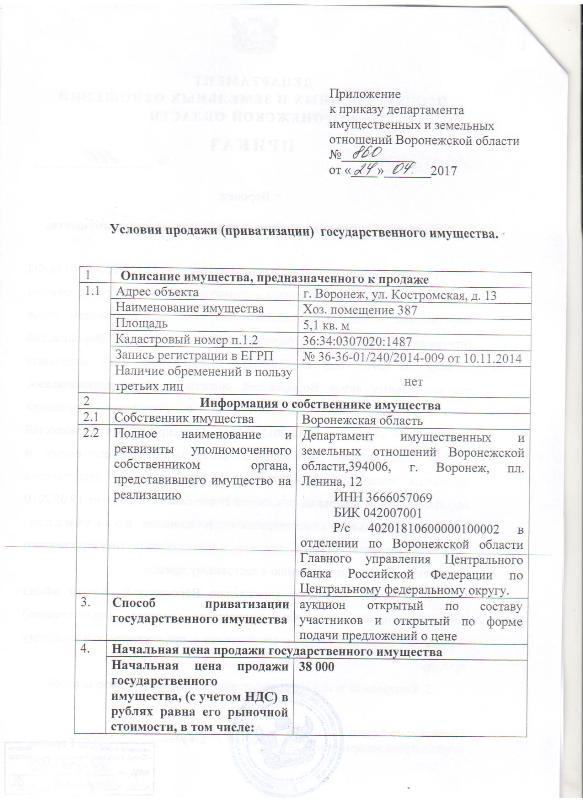 Приложение
к приказу департамента
имущественных и земельных
отношений Воронежской области
№ 860
от « 24 » 04. 2017
Условия продажи (приватизации) государственного имущества.
1 Описание имущества, предназначенного к продаже
1.1 Адрес объекта г. Воронеж, ул. Костромская, д. 13
Наименование имущества Хоз. помещение 387
Площадь 5,1 кв. м
Кадастровый номер п.1.2 36:34:0307020:1487
Запись регистрации в ЕГРП № 36-36-01/240/2014-009 от 10.11.2014
Наличие обременений в пользу
третьих лиц
нет
2 Информация о собственнике имущества
2.1 Собственник имущества Воронежская область
2.2 Полное наименование и
реквизиты уполномоченного
собственником органа,
представившего имущество на
реализацию
Департамент имущественных и
земельных отношений Воронежской
области,394006, г. Воронеж, пл.
Ленина, 12
ИНН 3666057069
БИК 042007001
Р/с 40201810600000100002 в
отделении по Воронежской области
Главного управления Центрального
банка Российской Федерации по
Центральному федеральному округу.
3. Способ приватизации
государственного имущества
аукцион открытый по составу
участников и открытый по форме
подачи предложений о цене
4. Начальная цена продажи государственного имущества
Начальная цена продажи
государственного
имущества, (с учетом НДС) в
рублях равна его рыночной
стоимости, в том числе:
38 000